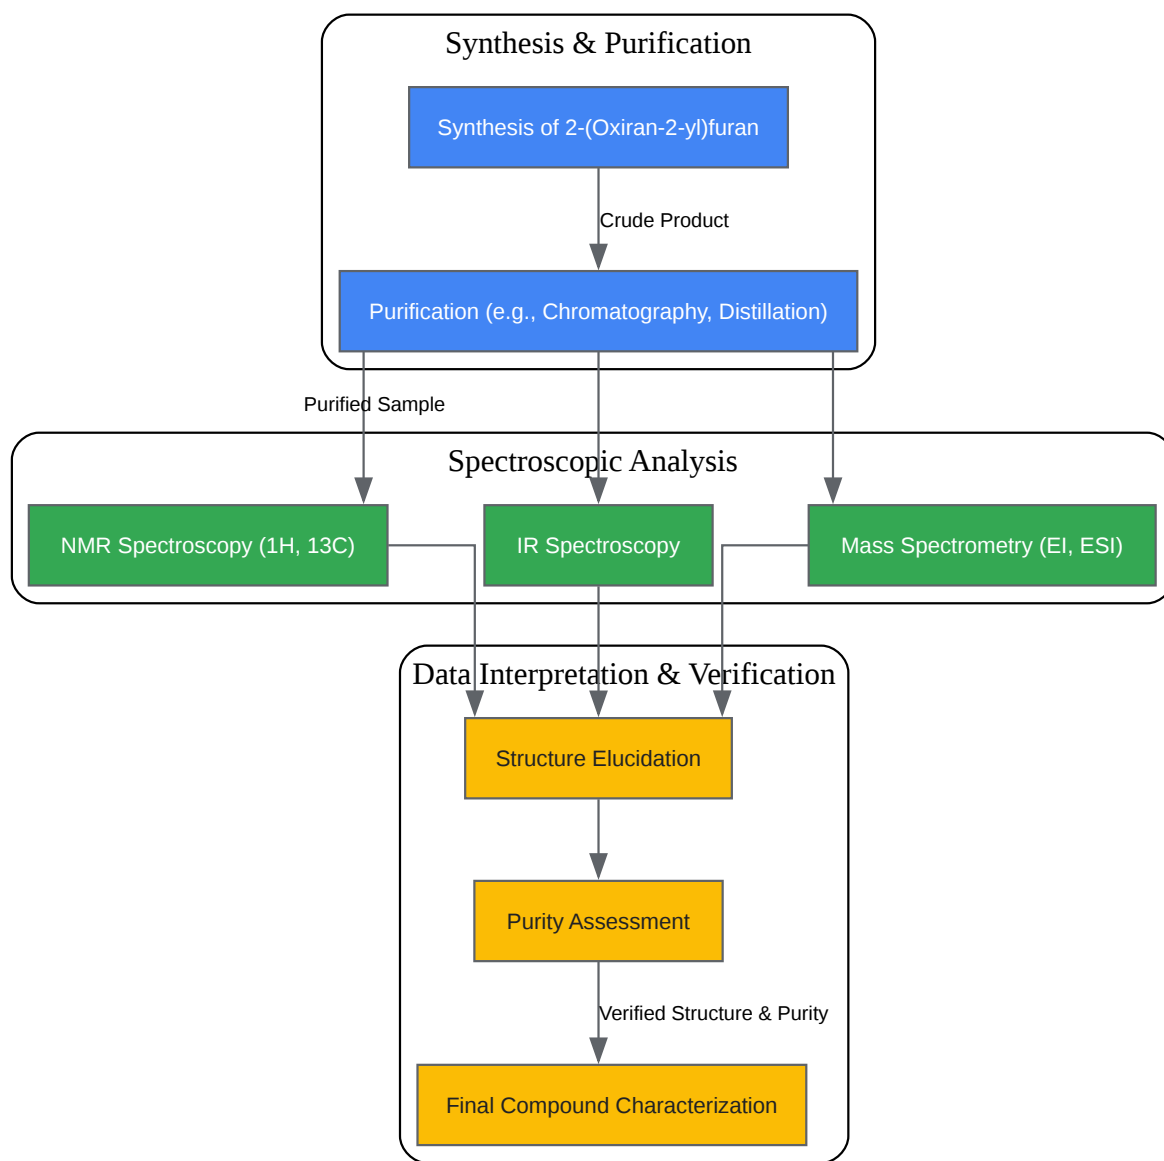 Synthesis & Purification
Synthesis of 2-(Oxiran-2-yl)furan
Crude Product
Purification (e.g., Chromatography, Distillation)
Purified Sample
Spectroscopic Analysis
NMR Spectroscopy (1H, 13C)
IR Spectroscopy
Mass Spectrometry (EI, ESI)
Data Interpretation & Verification
Structure Elucidation
Purity Assessment
Verified Structure & Purity
Final Compound Characterization